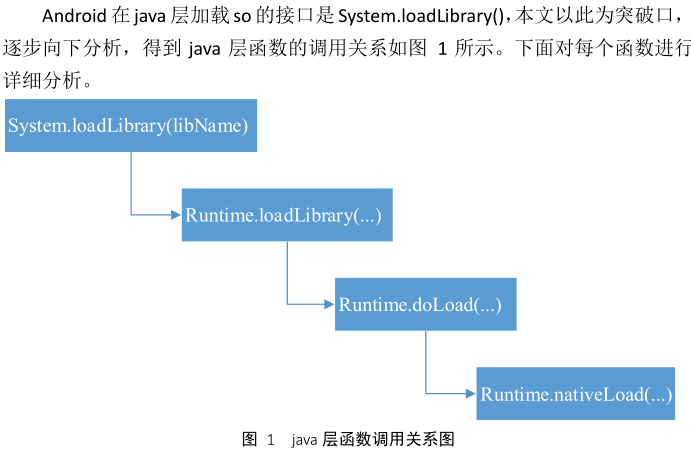 Android 在 java 层加载 so 的接口是 System.loadLibrary()，本文以此为突破口，
逐步向下分析，得到 java 层函数的调用关系如图 1 所示。下面对每个函数进行
详细分析。
System.loadLibrary(libName)
Runtime.loadLibrary(...)
Runtime.doLoad(...)
Runtime.nativeLoad(...)
图 1 java 层函数调用关系图